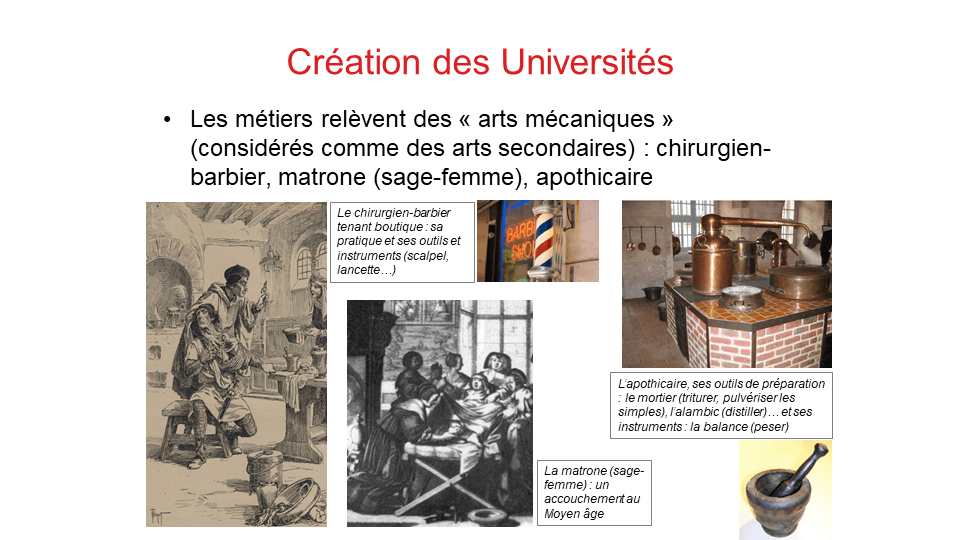 Création des Universités
• Les métiers relèvent des « arts mécaniques »
(considérés comme des arts secondaires) : chirurgien-
barbier, matrone (sage-femme), apothicaire
Le chirurgien-barbier
tenant boutique : sa
pratique et ses outils et
instruments (scalpel,
lancette…)
BARB
SHO
L’apothicaire, ses outils de préparation
: le mortier (triturer, pulvériser les
simples), l’alambic (distiller)… et ses
instruments : la balance (peser)
La matrone (sage-
femme) : un
accouchement au
Moyen âge